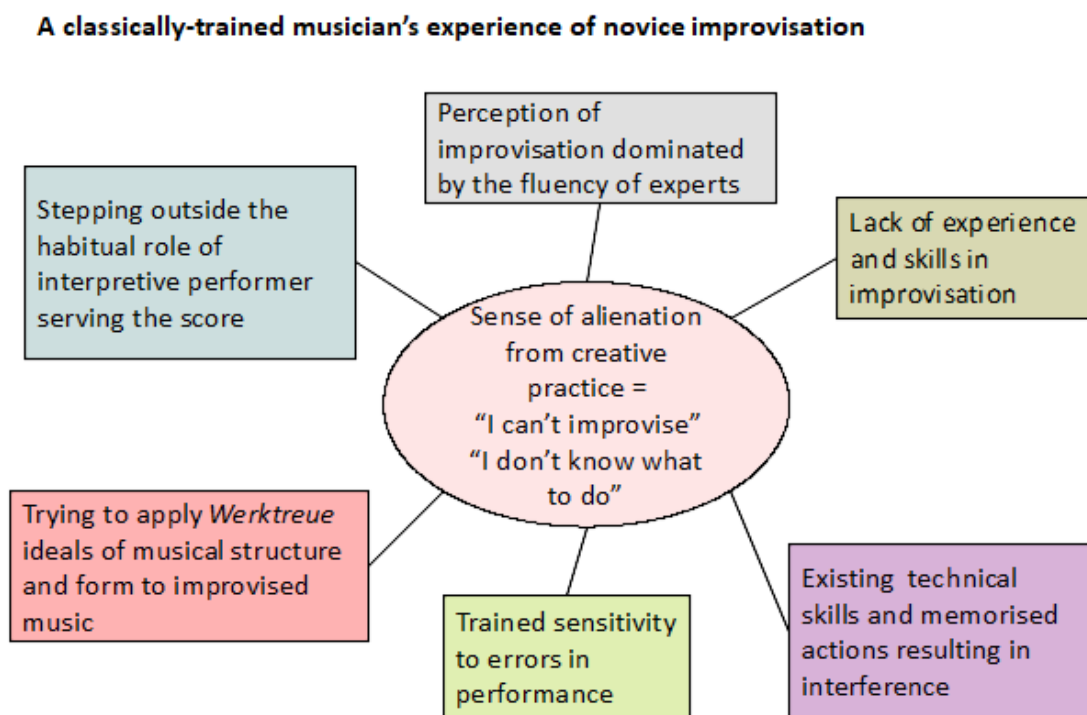 A classically-trained musician’s experience of novice improvisation
Perception of
improvisation dominated
by the fluency of experts
Stepping outside the
habitual role of
interpretive performer
serving the score
Lack of experience
and skills in
improvisation
Sense of alienation
from creative
practice =
“I can’t improvise”
“I don’t know what
to do”
Trying to apply Werktreue
ideals of musical structure
and form to improvised
music
Trained sensitivity
to errors in
performance
Existing technical
skills and memorised
actions resulting in
interference